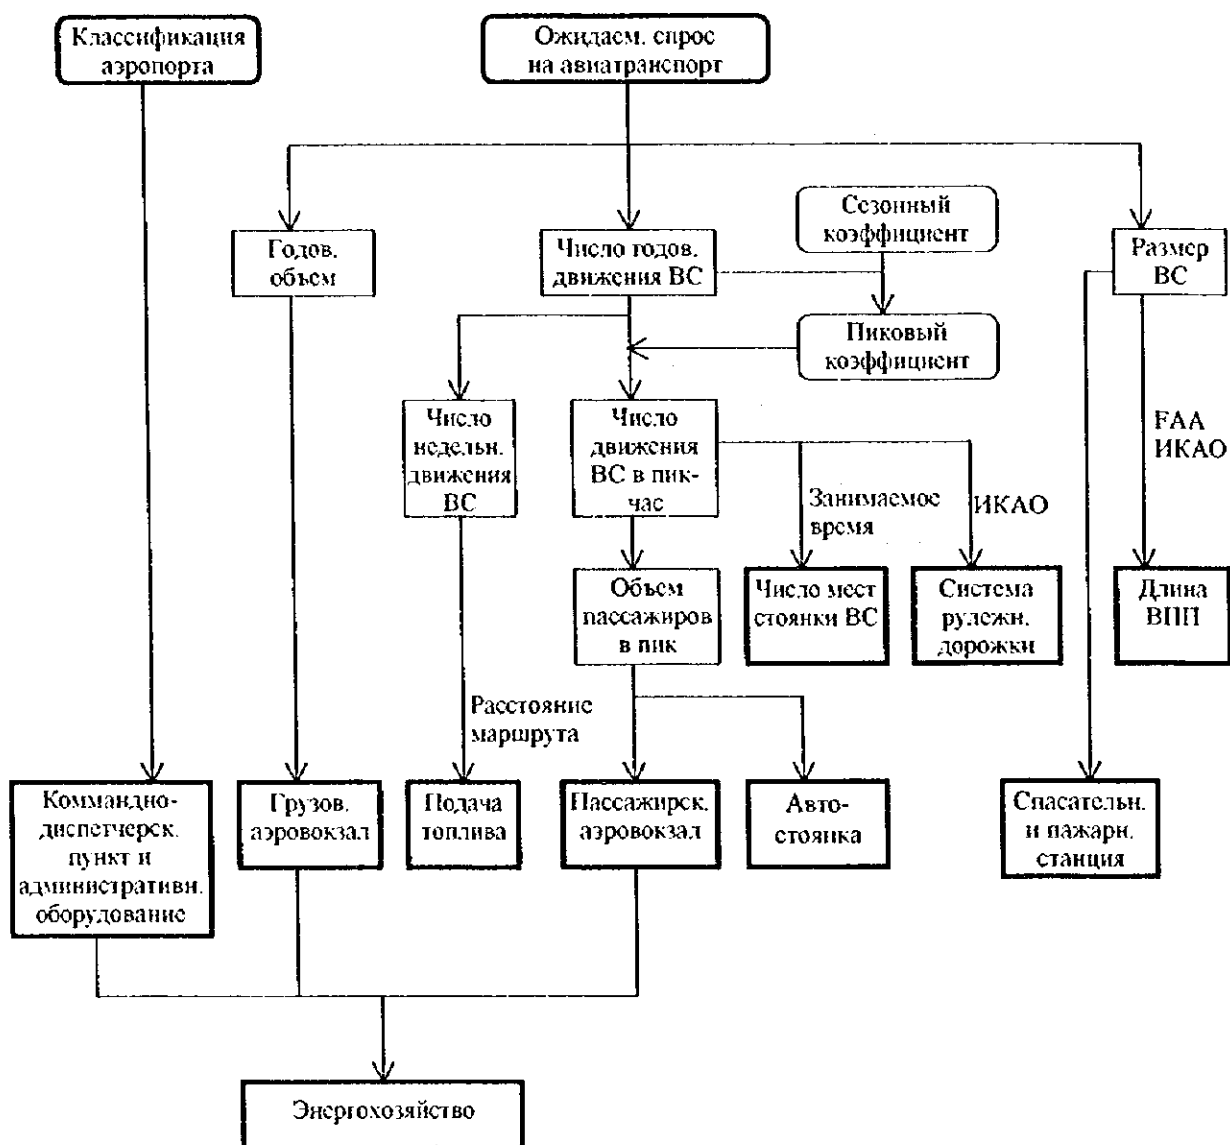 Классификация
аэропорта
Ожидаем. спрос
на авиатранспорт
Годов.
объем
Число годов.
движения ВС
Сезонный
коэффициент
Размер
ВС
Пиковый
коэффициент
Число
недельн.
движения
ВС
Число
движения
ВС в пик-
час
FAA
ИКАО
Занимаемое
время
ИКАО
Объем
пассажиров
в пик
Число мест
стоянки ВС
Система
рулежн.
дорожки
Длина
ВПП
Расстояние
маршрута
Коммандно-
диспетчерск.
пункт и
административн.
оборудование
Грузов.
аэровокзал
Подача
топлива
Пассажирск.
аэровокзал
Авто-
стоянка
Спасательн.
и пажарн.
станция
Энергохозяйство